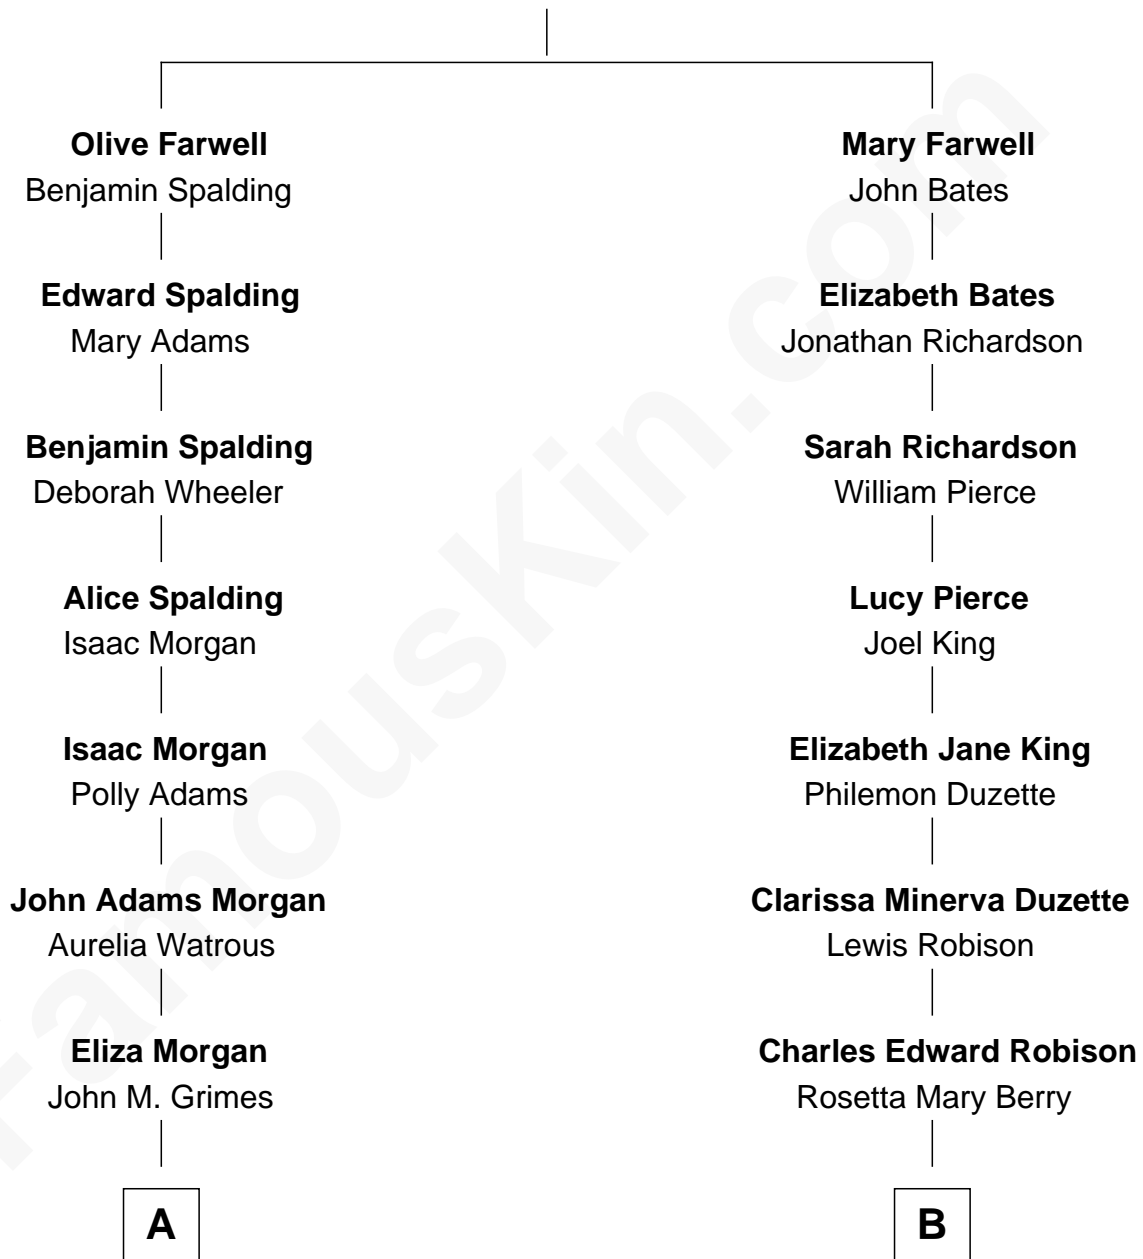 Olive Farwell
Benjamin Spalding
Edward Spalding
Mary Adams
Benjamin Spalding
Deborah Wheeler
Alice Spalding
Isaac Morgan
Isaac Morgan
Polly Adams
John Adams Morgan
Aurelia Watrous
Eliza Morgan
John M. Grimes
A
Mary Farwell
John Bates
Elizabeth Bates
Jonathan Richardson
Sarah Richardson
William Pierce
Lucy Pierce
Joel King
Elizabeth Jane King
Philemon Duzette
Clarissa Minerva Duzette
Lewis Robison
Charles Edward Robison
Rosetta Mary Berry
B
FamousKin.com